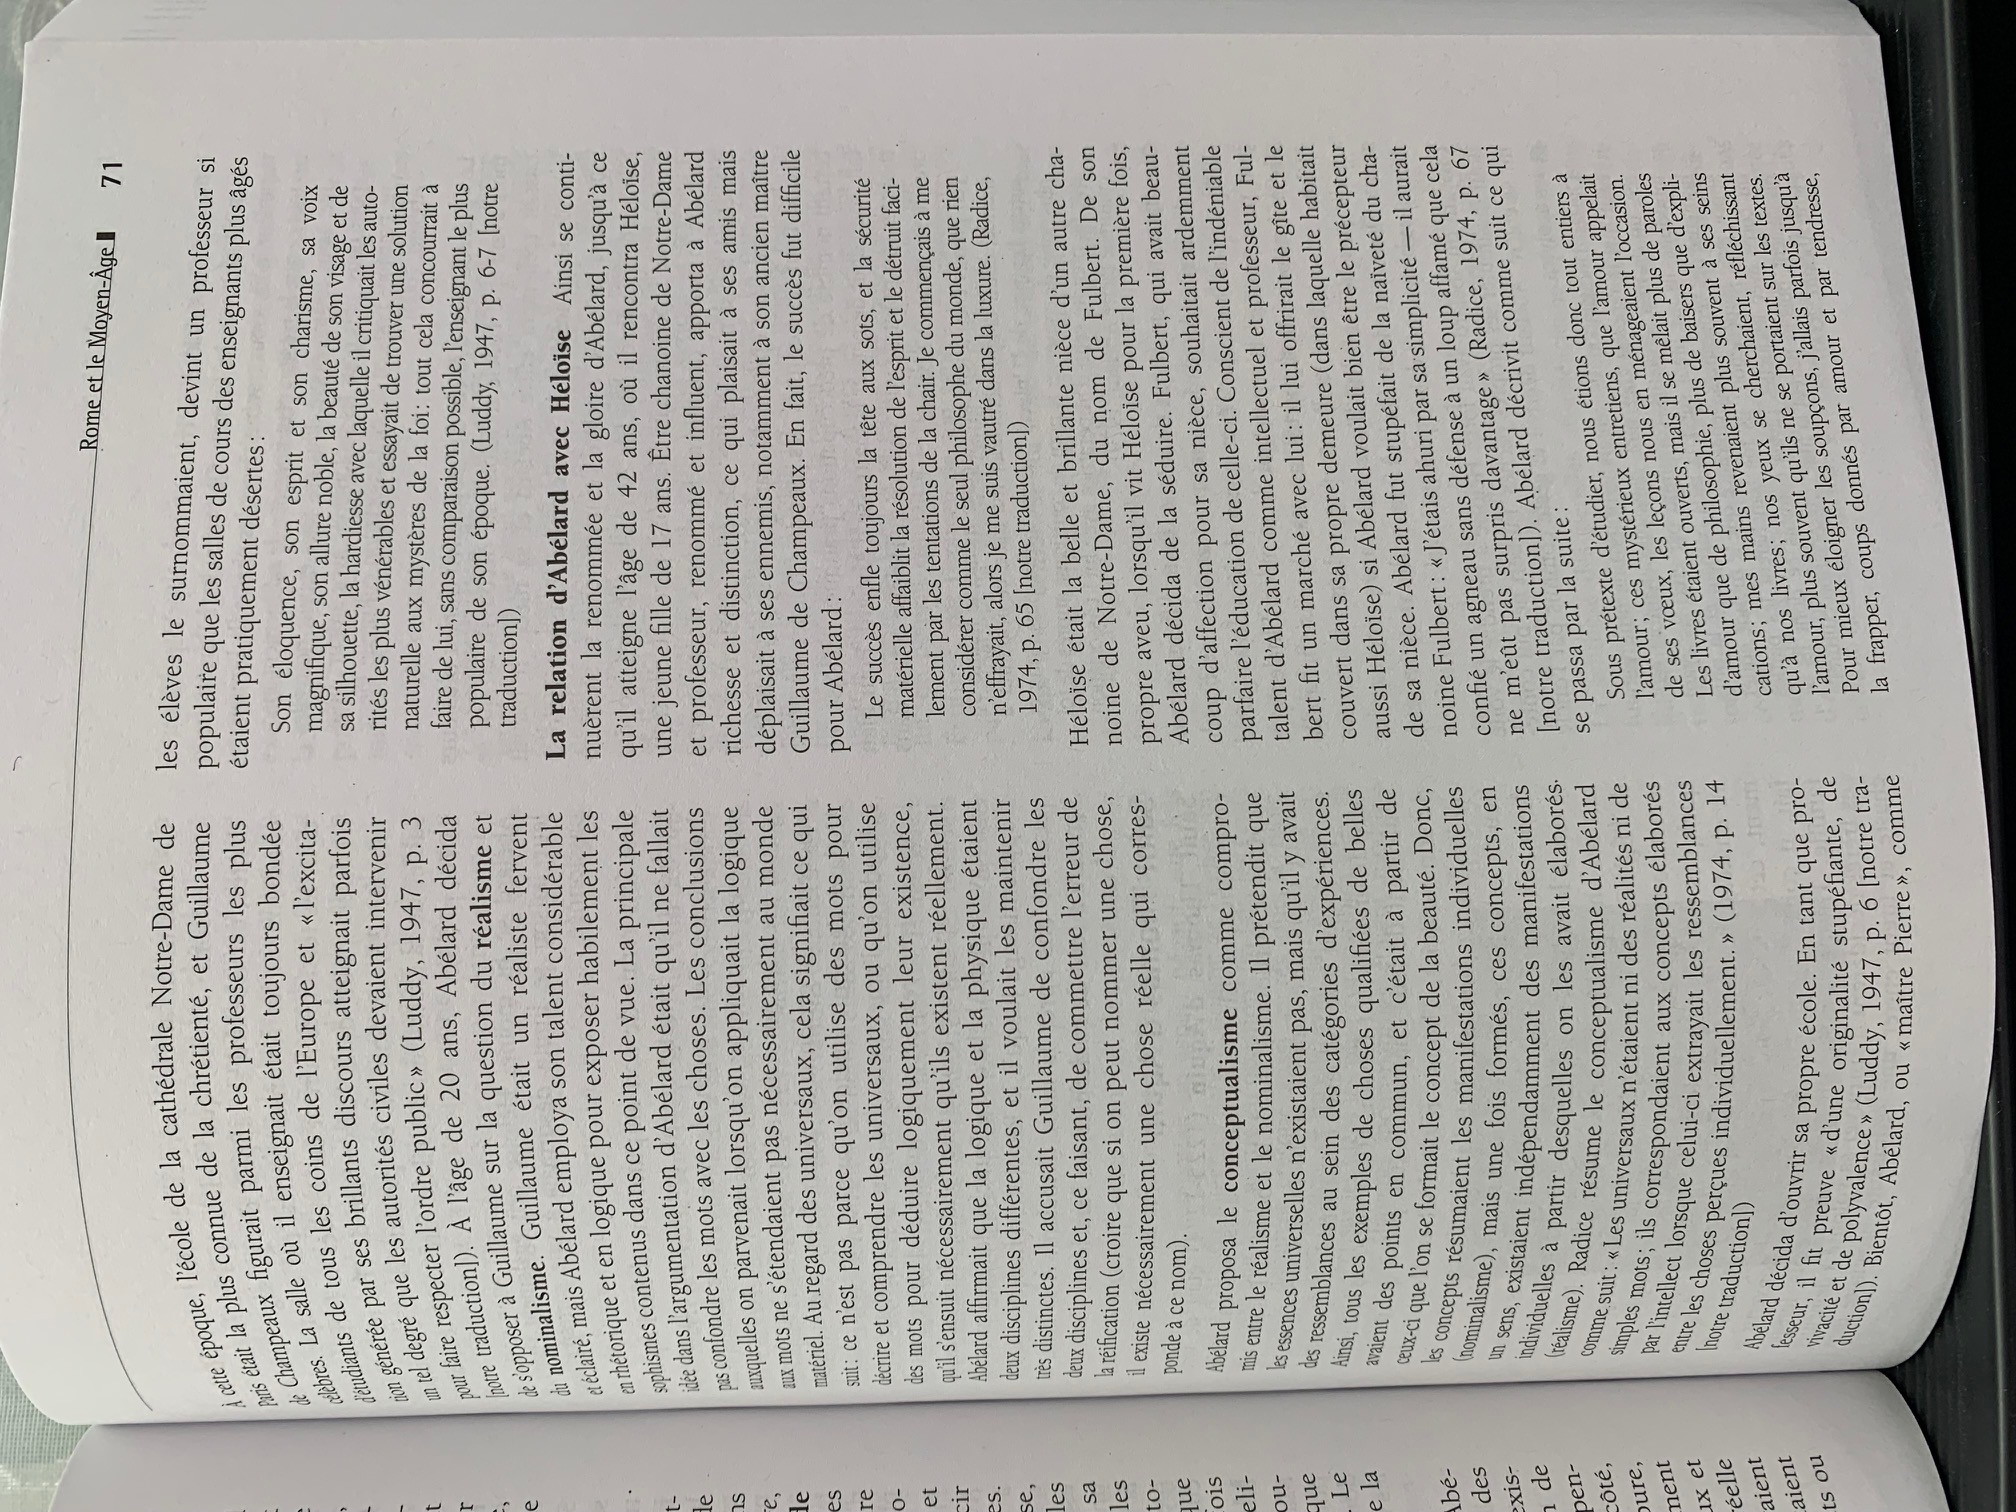 Rome et le Moyen-Âge 71
À cette époque, l'école de la cathédrale Notre-Dame de
Paris était la plus connue de la chrétienté, et Guillaume
de Champeaux figurait parmi les professeurs les plus
célèbres. La salle où il enseignait était toujours bondée
d'étudiants de tous les coins de l'Europe et « l'excita-
tion générée par ses brillants discours atteignait parfois
un tel degré que les autorités civiles devaient intervenir
pour faire respecter l'ordre public » (Luddy, 1947, p. 3
[notre traduction]). À l'âge de 20 ans, Abélard décida
de s'opposer à Guillaume sur la question du réalisme et
du nominalisme. Guillaume était un réaliste fervent
et éclairé, mais Abélard employa son talent considérable
en rhétorique et en logique pour exposer habilement les
sophismes contenus dans ce point de vue. La principale
idée dans l'argumentation d'Abélard était qu'il ne fallait
pas confondre les mots avec les choses. Les conclusions
auxquelles on parvenait lorsqu'on appliquait la logique
aux mots ne s'étendaient pas nécessairement au monde
matériel. Au regard des universaux, cela signifiait ce qui
suit : ce n'est pas parce qu'on utilise des mots pour
décrire et comprendre les universaux, ou qu'on utilise
des mots pour déduire logiquement leur existence,
qu'il s'ensuit nécessairement qu'ils existent réellement.
Abélard affirmait que la logique et la physique étaient
deux disciplines différentes, et il voulait les maintenir
très distinctes. Il accusait Guillaume de confondre les
deux disciplines et, ce faisant, de commettre l'erreur de
la réification (croire que si on peut nommer une chose,
il existe nécessairement une chose réelle qui corres-
ponde à ce nom).
Abélard proposa le conceptualisme comme compro-
mis entre le réalisme et le nominalisme. Il prétendit que
les essences universelles n'existaient pas, mais qu'il y avait
des ressemblances au sein des catégories d'expériences.
Ainsi, tous les exemples de choses qualifiées de belles
avaient des points en commun, et c'était à partir de
ceux-ci que l'on se formait le concept de la beauté. Donc,
les concepts résumaient les manifestations individuelles
(nominalisme), mais une fois formés, ces concepts, en
un sens, existaient indépendamment des manifestations
individuelles à partir desquelles on les avait élaborés.
(réalisme). Radice résume le conceptualisme d'Abélard
comme suit : « Les universaux n'étaient ni des réalités ni de
simples mots ; ils correspondaient aux concepts élaborés
par l'intellect lorsque celui-ci extrayait les ressemblances
entre les choses perçues individuellement. » (1974, p. 14
[notre traduction])
Abélard décida d'ouvrir sa propre école. En tant que pro-
fesseur, il fit preuve « d'une originalité stupéfiante, de
vivacité et de polyvalence » (Luddy, 1947, p. 6 [notre tra-
duction]). Bientôt, Abélard, ou « maître Pierre », comme
les élèves le surnommaient, devint un professeur si
populaire que les salles de cours des enseignants plus âgés
étaient pratiquement désertes :
Son éloquence, son esprit et son charisme, sa voix
magnifique, son allure noble, la beauté de son visage et de
sa silhouette, la hardiesse avec laquelle il critiquait les auto-
rités les plus vénérables et essayait de trouver une solution
naturelle aux mystères de la foi : tout cela concourrait à
faire de lui, sans comparaison possible, l'enseignant le plus
populaire de son époque. (Luddy, 1947, p. 6-7 [notre
traduction])
La relation d'Abélard avec Héloïse Ainsi se conti-
nuèrent la renommée et la gloire d'Abélard, jusqu'à ce
qu'il atteigne l'âge de 42 ans, où il rencontra Héloïse,
une jeune fille de 17 ans. Être chanoine de Notre-Dame
et professeur, renommé et influent, apporta à Abélard
richesse et distinction, ce qui plaisait à ses amis mais
déplaisait à ses ennemis, notamment à son ancien maître
Guillaume de Champeaux. En fait, le succès fut difficile
pour Abélard :
Le succès enfle toujours la tête aux sots, et la sécurité
matérielle affaiblit la résolution de l'esprit et le détruit faci-
lement par les tentations de la chair. Je commençais à me
considérer comme le seul philosophe du monde, que rien
n'effrayait, alors je me suis vautré dans la luxure. (Radice,
1974, p. 65 [notre traduction])
Héloïse était la belle et brillante nièce d'un autre cha-
noine de Notre-Dame, du nom de Fulbert. De son
propre aveu, lorsqu'il vit Héloïse pour la première fois,
Abélard décida de la séduire. Fulbert, qui avait beau-
coup d'affection pour sa nièce, souhaitait ardemment
parfaire l'éducation de celle-ci. Conscient de l'indéniable
talent d'Abélard comme intellectuel et professeur, Ful-
bert fit un marché avec lui : il lui offrirait le gîte et le
couvert dans sa propre demeure (dans laquelle habitait
aussi Héloïse) si Abélard voulait bien être le précepteur
de sa nièce. Abélard fut stupéfait de la naïveté du cha-
noine Fulbert : « J'étais ahuri par sa simplicité — il aurait
confié un agneau sans défense à un loup affamé que cela
ne m'eût pas surpris davantage » (Radice, 1974, p. 67
[notre traduction]). Abélard décrivit comme suit ce qui
se passa par la suite :
Sous prétexte d'étudier, nous étions donc tout entiers à
l'amour ; ces mystérieux entretiens, que l'amour appelait
de ses vœux, les leçons nous en ménageaient l'occasion.
Les livres étaient ouverts, mais il se mêlait plus de paroles
d'amour que de philosophie, plus de baisers que d'expli-
cations ; mes mains revenaient plus souvent à ses seins
qu'à nos livres ; nos yeux se cherchaient, réfléchissant
l'amour, plus souvent qu'ils ne se portaient sur les textes.
Pour mieux éloigner les soupçons, j'allais parfois jusqu'à
la frapper, coups donnés par amour et par tendresse,